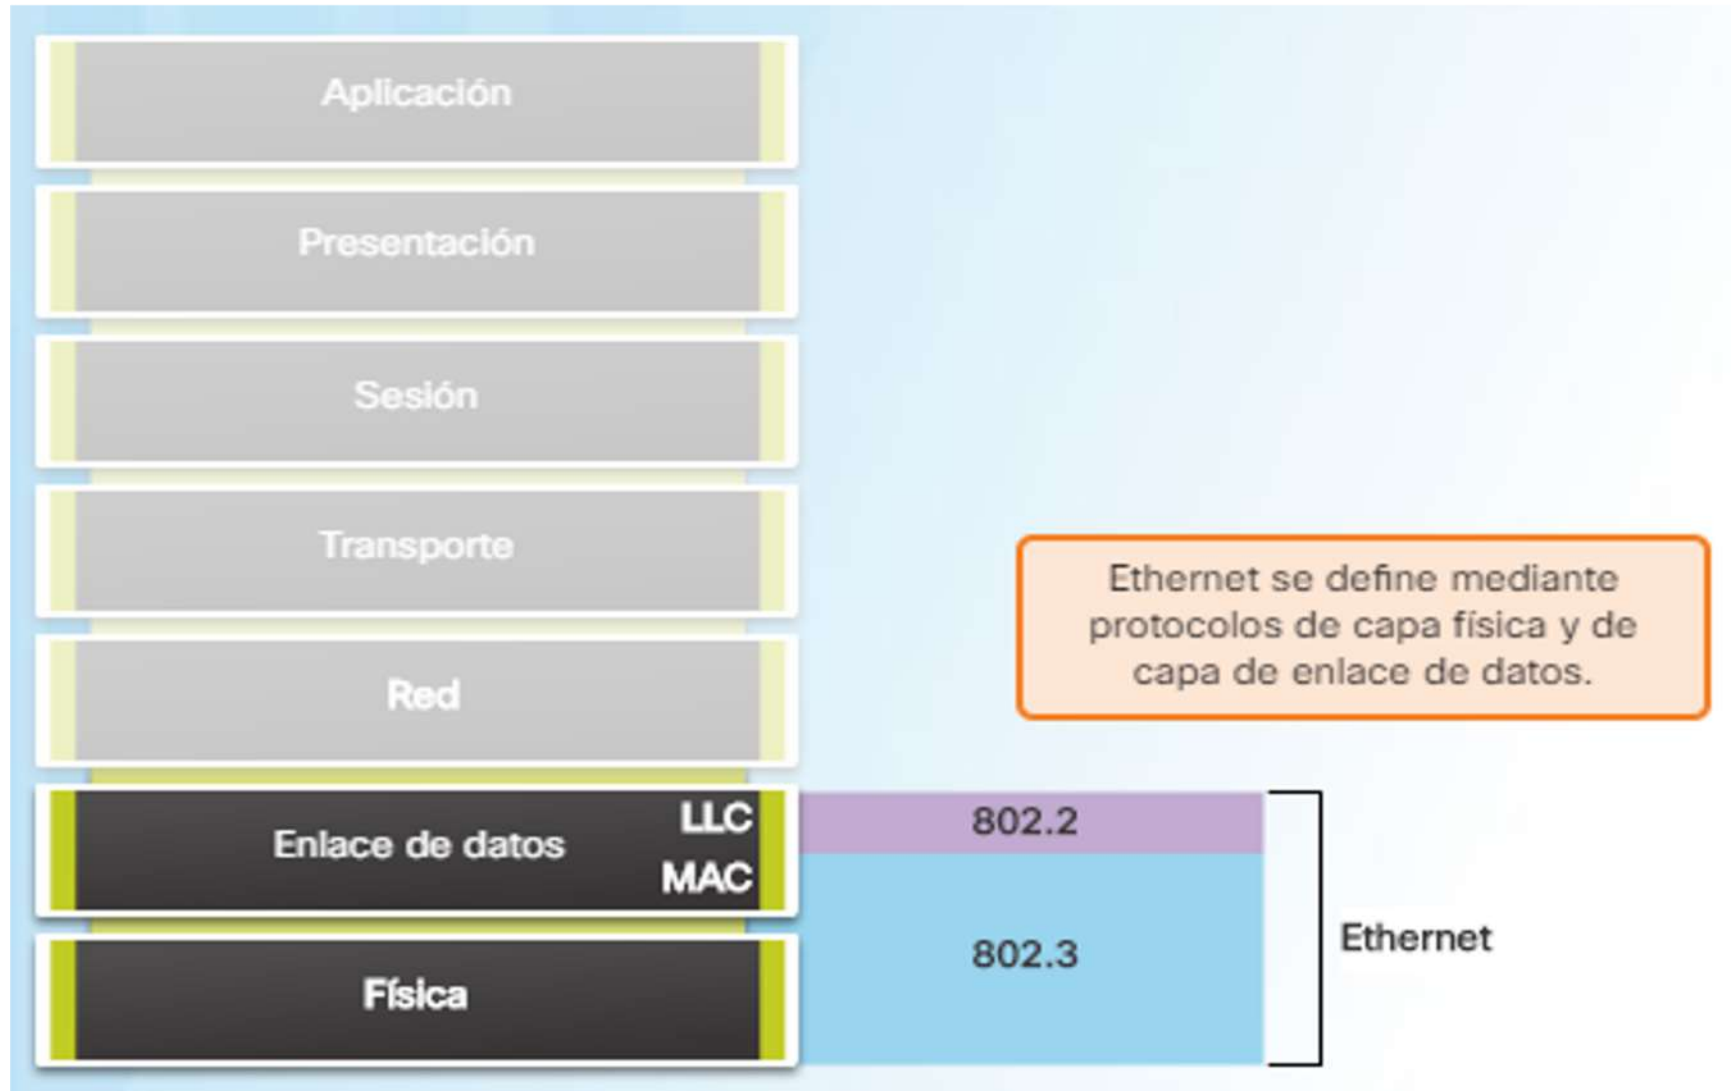 Aplicación
Presentación
Sesión
Transporte
Red
Ethernet se define mediante
protocolos de capa física y de
capa de enlace de datos.
Enlace de datos
LLC
MAC
802.2
802.3
Ethernet
Física